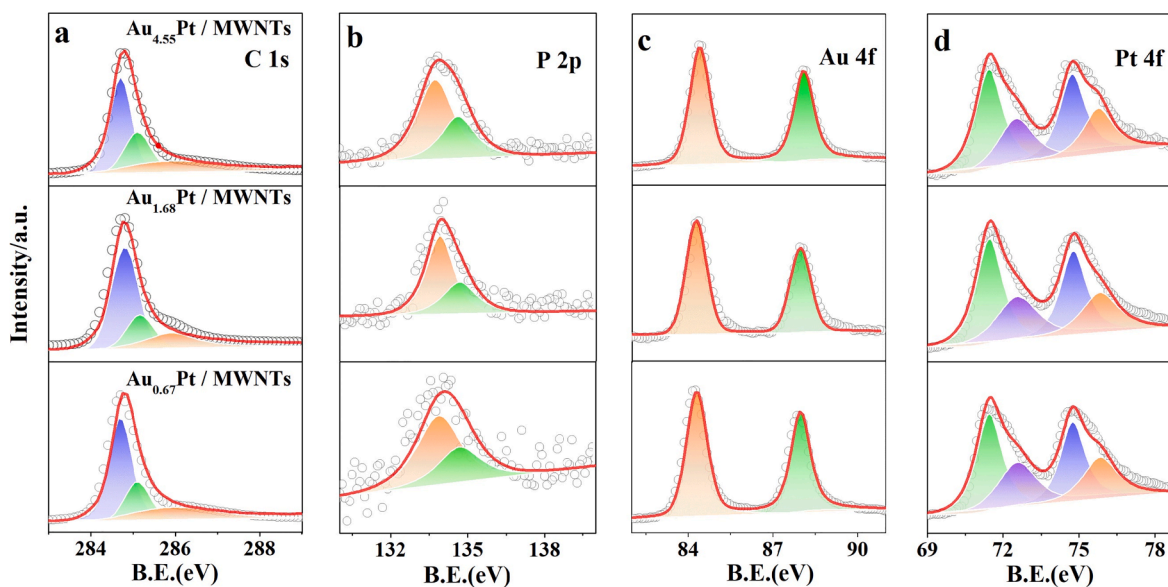 a
Au4.55Pt / MWNTs
C 1s
b
P 2p
c
Au 4f
d
Pt 4f
Au1.68Pt / MWNTs
Au0.67Pt / MWNTs
Intensity/a.u.
284 286 288
132 135 138
84 87 90
69 72 75 78
B.E.(eV)
B.E.(eV)
B.E.(eV)
B.E.(eV)